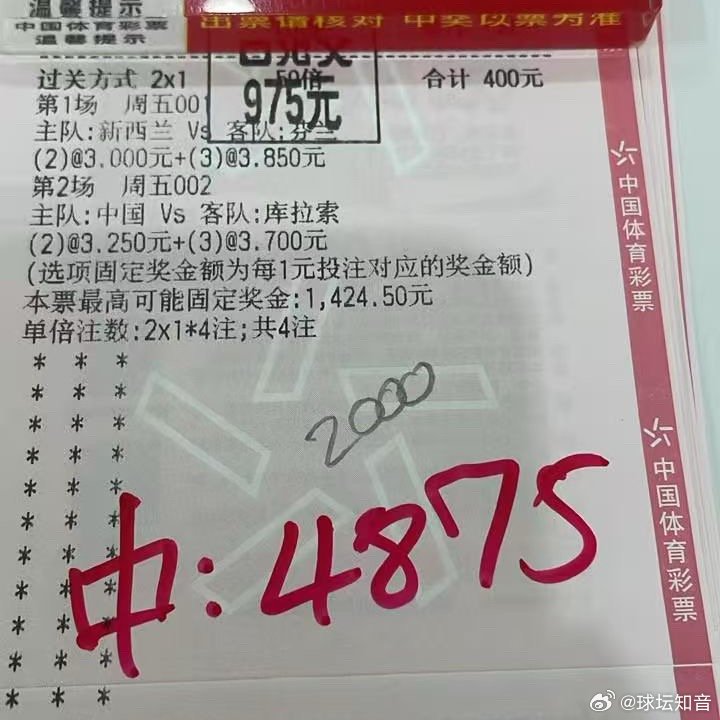 温馨提示
中国体育彩票
温馨提示
出票请核对 中奖以票为准
过关方式 2x1 50倍 合计 400元
975元
第1场 周五001
主队:新西兰 Vs 客队:芬兰
(2)@3.000元+(3)@3.850元
第2场 周五002
主队:中国 Vs 客队:库拉索
(2)@3.250元+(3)@3.700元
(选项固定奖金额为每1元投注对应的奖金额)
本票最高可能固定奖金:1,424.50元
单倍注数:2x1*4注;共4注
* * *
* * *
* * *
* * *
* * *
* * *
* * *
* * *
* * *
* * *
* * *
* * *
2000
中:4875
中国体育彩票
中国体育彩票
@球坛知音